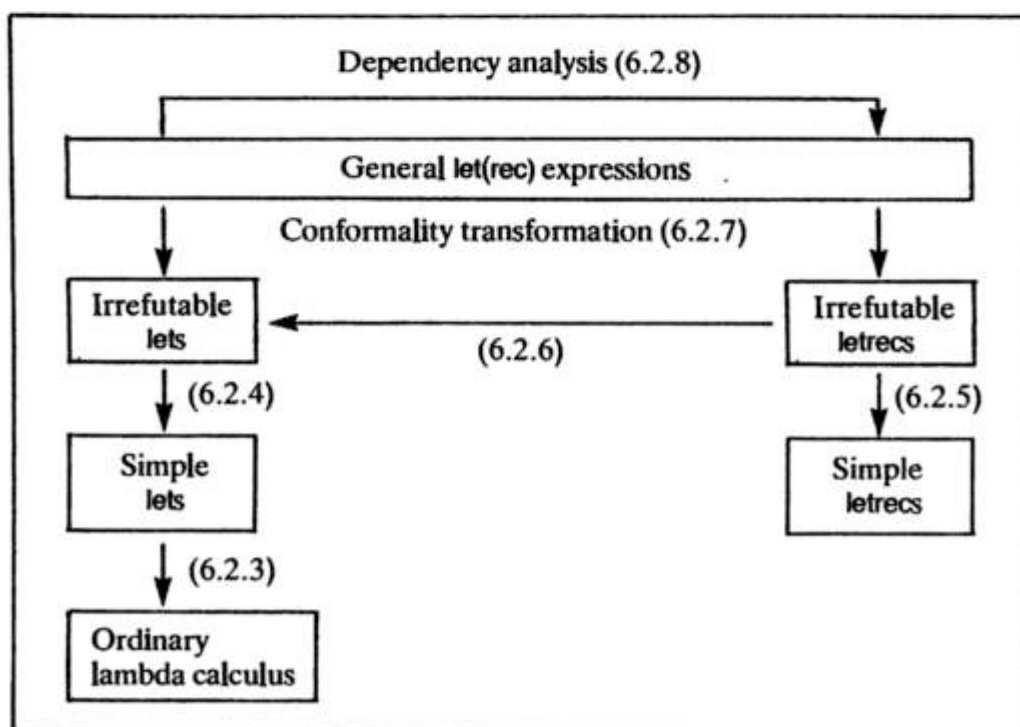 Dependency analysis (6.2.8)
General let(rec) expressions
Conformality transformation (6.2.7)
Irrefutable
lets
(6.2.6)
Irrefutable
letrecs
(6.2.4)
(6.2.5)
Simple
lets
Simple
letrecs
(6.2.3)
Ordinary
lambda calculus